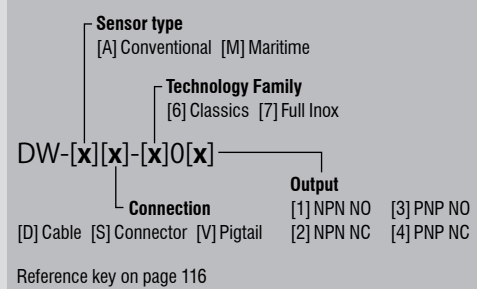 Sensor type
[A] Conventional [M] Maritime
Technology Family
[6] Classics [7] Full Inox
DW-[x][x]-[x]0[x]
Connection
[D] Cable [S] Connector [V] Pigtail
Output
[1] NPN NO [3] PNP NO
[2] NPN NC [4] PNP NC
Reference key on page 116